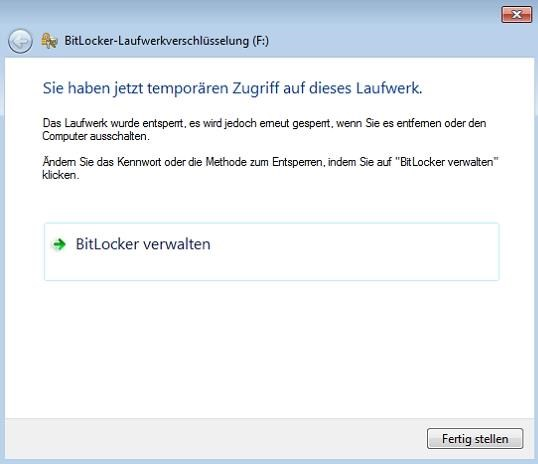 BitLocker-Laufwerkverschlüsselung (F:)
Sie haben jetzt temporären Zugriff auf dieses Laufwerk.
Das Laufwerk wurde entsperrt, es wird jedoch erneut gesperrt, wenn Sie es entfernen oder den
Computer ausschalten.
Ändern Sie das Kennwort oder die Methode zum Entsperren, indem Sie auf "BitLocker verwalten"
klicken.
BitLocker verwalten
Fertig stellen